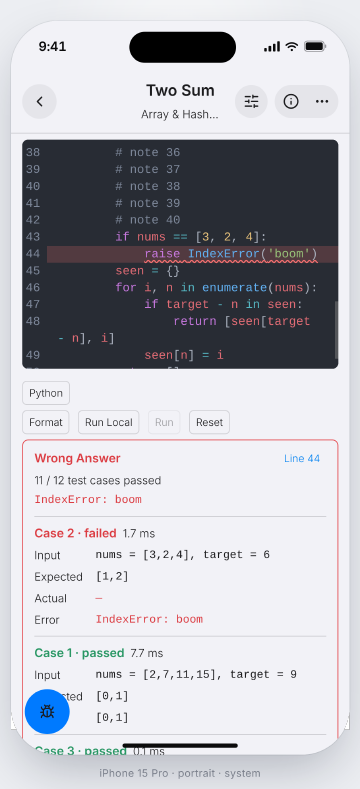 9:41
Two Sum
Array & Hash...
38 # note 36
39 # note 37
40 # note 38
41 # note 39
42 # note 40
43 if nums == [3, 2, 4]:
44 raise IndexError('boom')
45 seen = {}
46 for i, n in enumerate(nums):
47 if target - n in seen:
48 return [seen[target
- n], i]
49 seen[n] = i
Python
Format Run Local Run Reset
Wrong Answer Line 44
11 / 12 test cases passed
IndexError: boom
Case 2 · failed 1.7 ms
Input nums = [3,2,4], target = 6
Expected [1,2]
Actual —
Error IndexError: boom
Case 1 · passed 7.7 ms
Input nums = [2,7,11,15], target = 9
[0,1]
[0,1]
Case 3 · passed 0.1 ms
iPhone 15 Pro · portrait · system